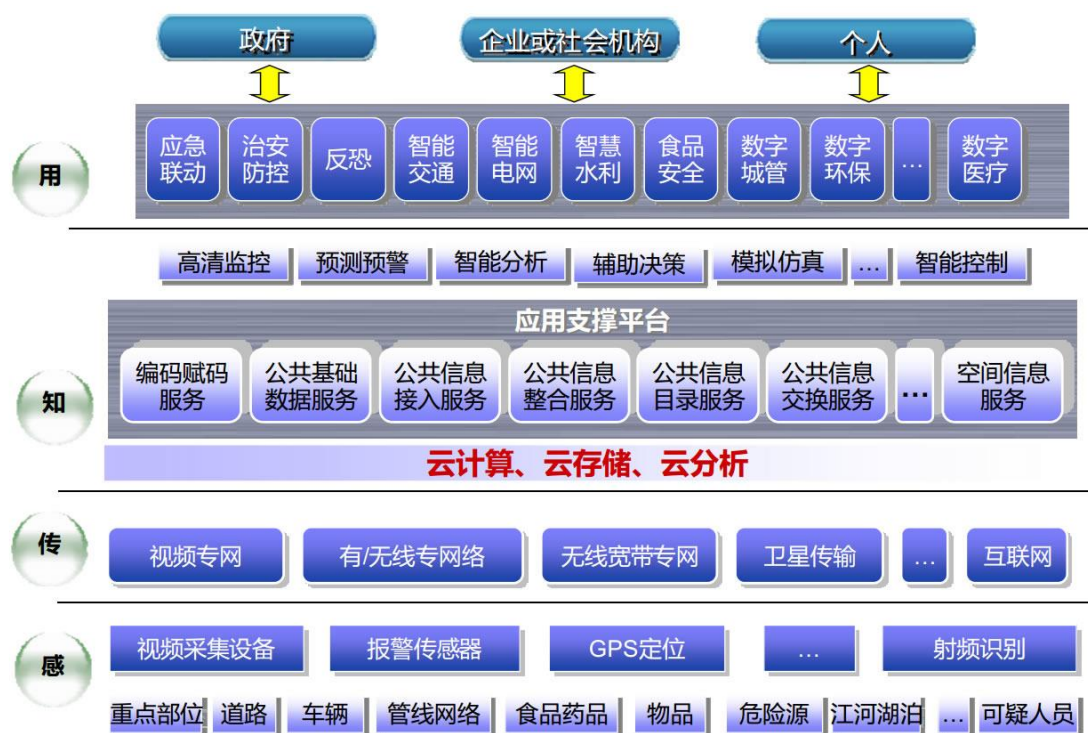 政府 企业或社会机构 个人
用
应急联动 治安防控 反恐 智能交通 智能电网 智慧水利 食品安全 数字城管 数字环保 … 数字医疗
高清监控 预测预警 智能分析 辅助决策 模拟仿真 … 智能控制
知
应用支撑平台
编码赋码服务 公共基础数据服务 公共信息接入服务 公共信息整合服务 公共信息目录服务 公共信息交换服务 … 空间信息服务
云计算、云存储、云分析
传
视频专网 有/无线专网络 无线宽带专网 卫星传输 … 互联网
感
视频采集设备 报警传感器 GPS定位 … 射频识别
重点部位 道路 车辆 管线网络 食品药品 物品 危险源 江河湖泊 … 可疑人员